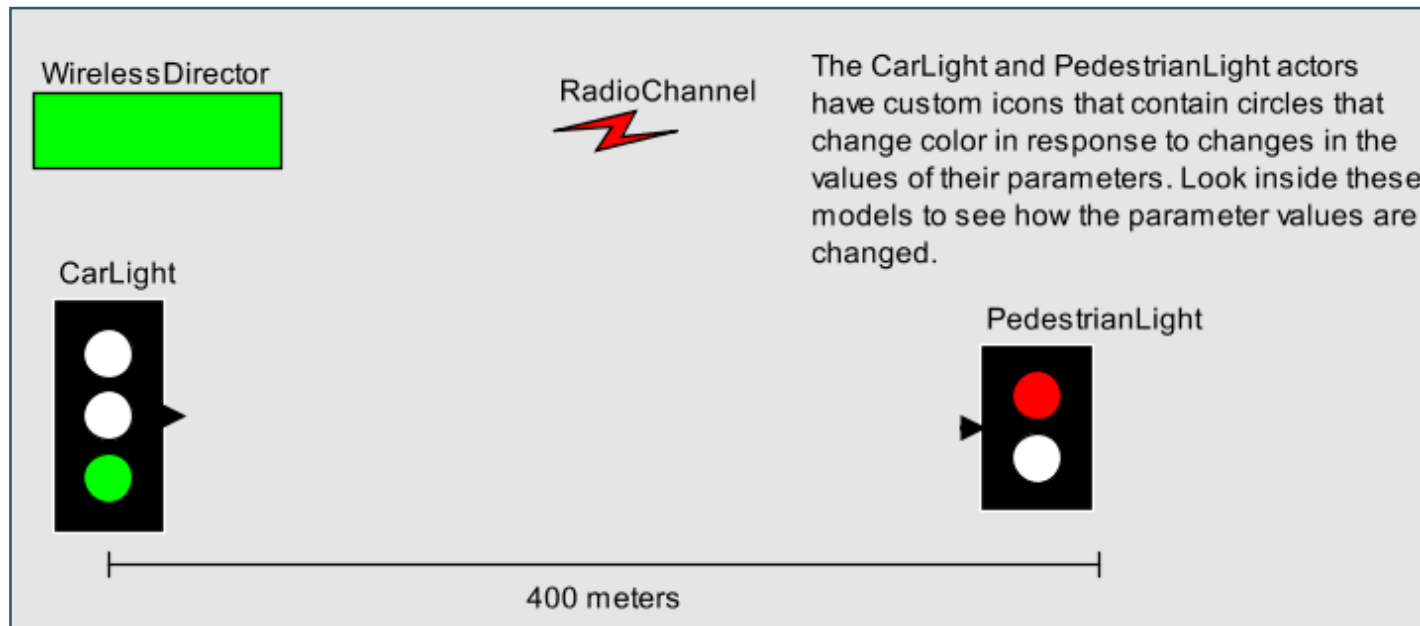 WirelessDirector
RadioChannel
The CarLight and PedestrianLight actors
have custom icons that contain circles that
change color in response to changes in the
values of their parameters. Look inside these
models to see how the parameter values are
changed.
CarLight
PedestrianLight
400 meters